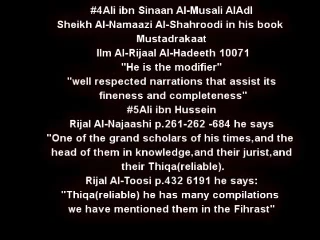 #4Ali ibn Sinaan Al-Musali AlAdl
Sheikh Al-Namaazi Al-Shahroodi in his book
Mustadrakaat
Ilm Al-Rijaal Al-Hadeeth 10071
"He is the modifier"
"well respected narrations that assist its
fineness and completeness"
#5Ali ibn Hussein
Rijal Al-Najaashi p.261-262 -684 he says
"One of the grand scholars of his times,and the
head of them in knowledge,and their jurist,and
their Thiqa(reliable).
Rijal Al-Toosi p.432 6191 he says:
"Thiqa(reliable) he has many compilations
we have mentioned them in the Fihrast"